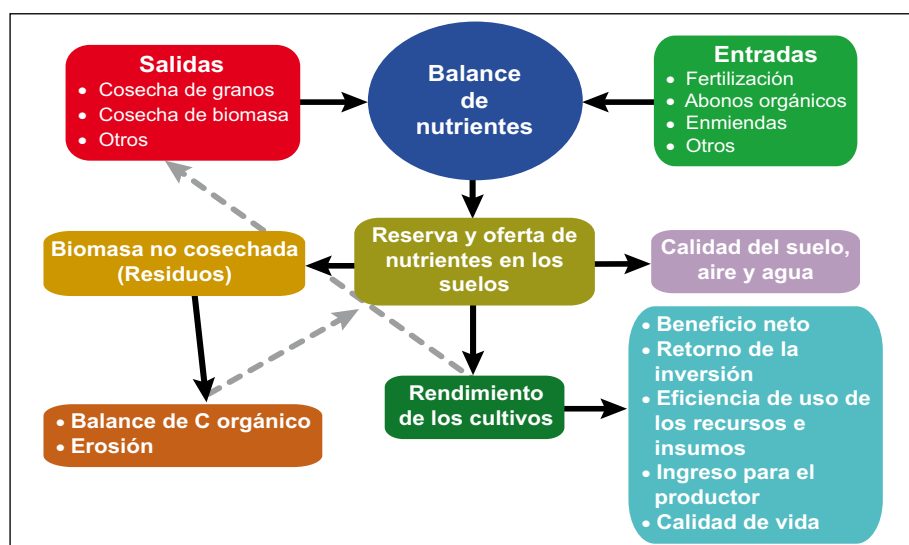 Salidas
• Cosecha de granos
• Cosecha de biomasa
• Otros
Balance
de
nutrientes
Entradas
• Fertilización
• Abonos orgánicos
• Enmiendas
• Otros
Biomasa no cosechada
(Residuos)
Reserva y oferta de
nutrientes en los
suelos
Calidad del suelo,
aire y agua
• Balance de C orgánico
• Erosión
Rendimiento
de los cultivos
• Beneficio neto
• Retorno de la
inversión
• Eficiencia de uso de
los recursos e
insumos
• Ingreso para el
productor
• Calidad de vida